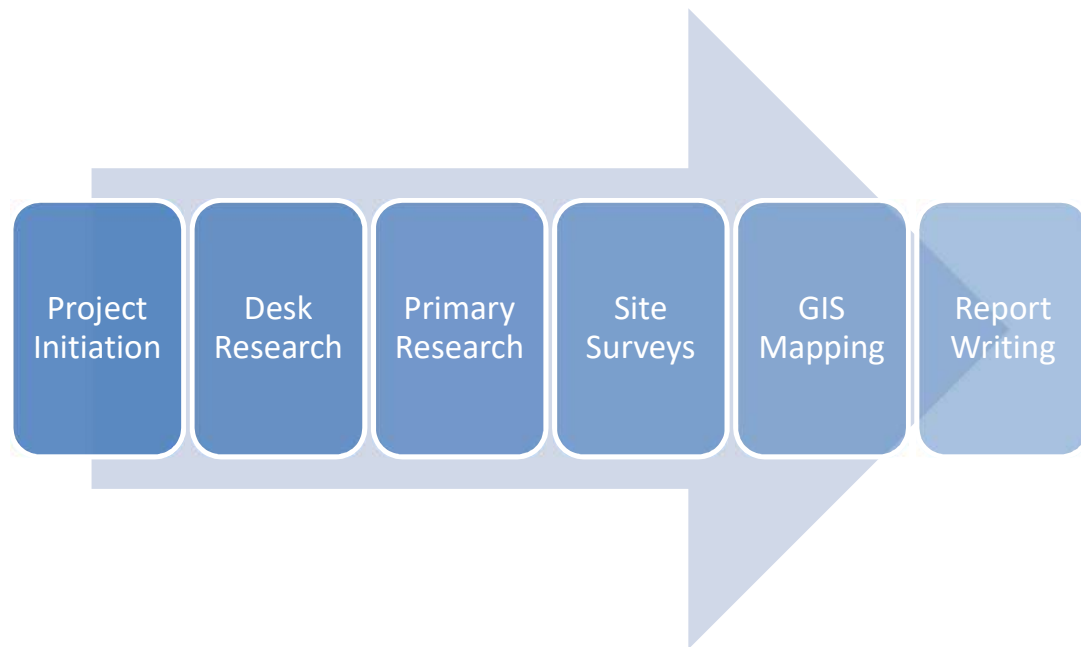 Project
Initiation
Desk
Research
Primary
Research
Site
Surveys
GIS
Mapping
Report
Writing